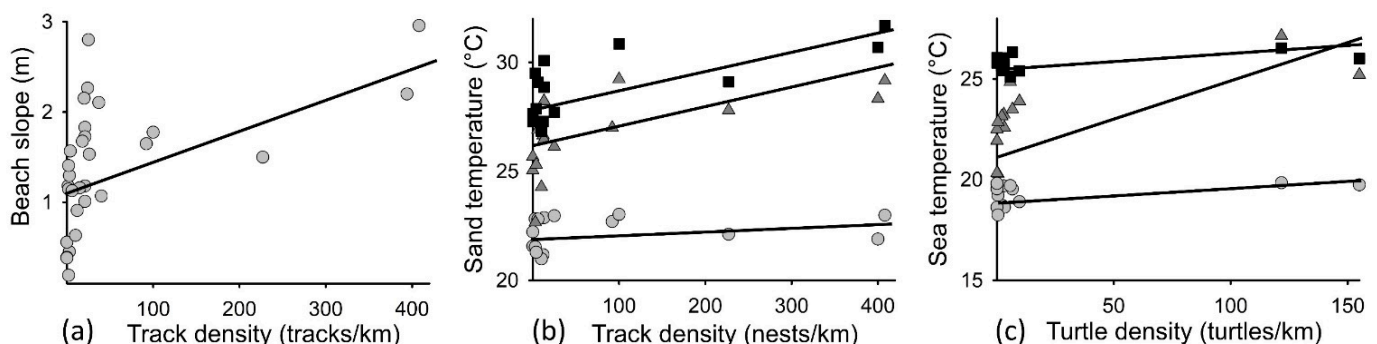 Beach slope (m)
3
2
1
0
100
200
300
400
(a)
Track density (tracks/km)
Sand temperature (°C)
30
25
20
0
100
200
300
400
(b)
Track density (nests/km)
Sea temperature (°C)
25
20
15
50
100
150
(c)
Turtle density (turtles/km)